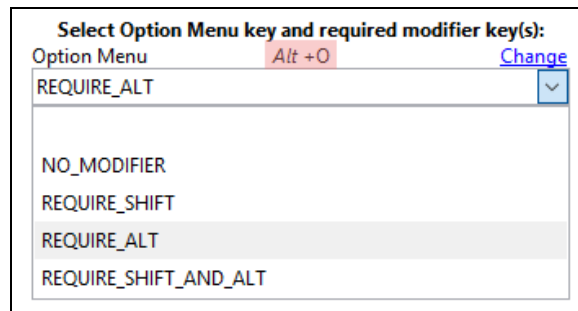 Select Option Menu key and required modifier key(s):
Option Menu Alt +O Change
REQUIRE_ALT
NO_MODIFIER
REQUIRE_SHIFT
REQUIRE_ALT
REQUIRE_SHIFT_AND_ALT